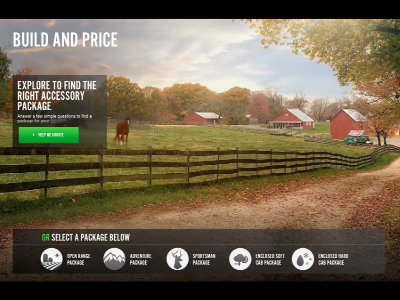 BUILD AND PRICE
EXPLORE TO FIND THE
RIGHT ACCESSORY
PACKAGE
Answer a few simple questions to find a
package for your
HELP ME CHOOSE
OR SELECT A PACKAGE BELOW
OPEN RANGE
PACKAGE
ADVENTURE
PACKAGE
SPORTSMAN
PACKAGE
ENCLOSED SOFT
CAB PACKAGE
ENCLOSED HARD
CAB PACKAGE